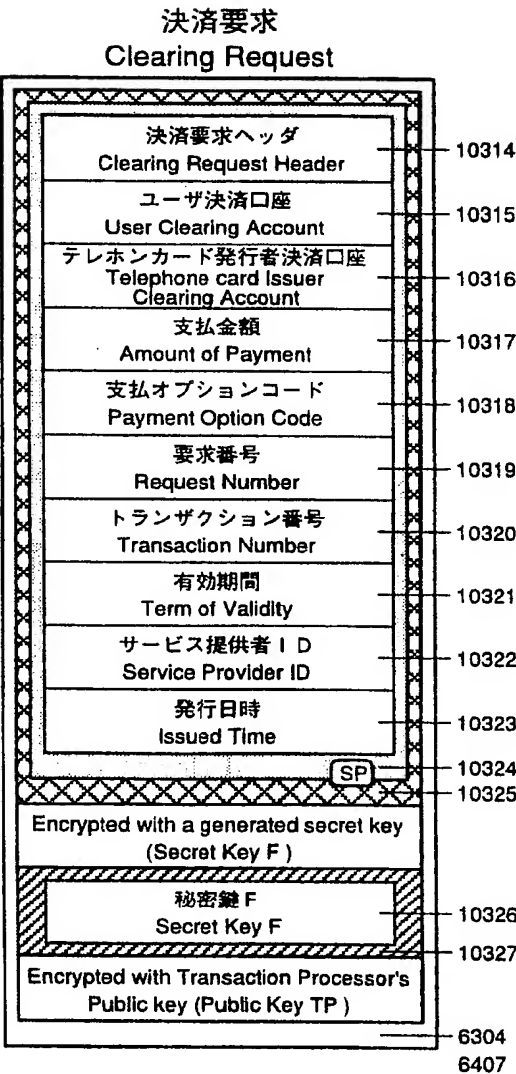 決済要求
Clearing Request
決済要求ヘッダ
Clearing Request Header
10314
ユーザ決済口座
User Clearing Account
10315
テレホンカード発行者決済口座
Telephone card Issuer
Clearing Account
10316
支払金額
Amount of Payment
10317
支払オプションコード
Payment Option Code
10318
要求番号
Request Number
10319
トランザクション番号
Transaction Number
10320
有効期間
Term of Validity
10321
サービス提供者ID
Service Provider ID
10322
発行日時
Issued Time
10323
SP
10324
10325
Encrypted with a generated secret key
(Secret Key F )
秘密鍵F
Secret Key F
10326
10327
Encrypted with Transaction Processor's
Public key (Public Key TP )
6304
6407